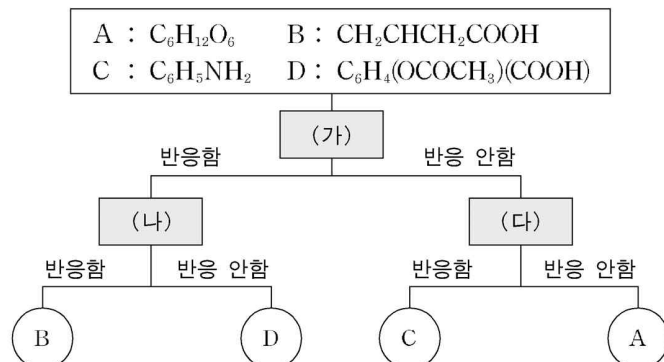 A : C₆H₁₂O₆ B : CH₂CHCH₂COOH
C : C₆H₅NH₂ D : C₆H₄(OCOCH₃)(COOH)
(가)
반응함 반응 안함
(나) (다)
반응함 반응 안함 반응함 반응 안함
B D C A